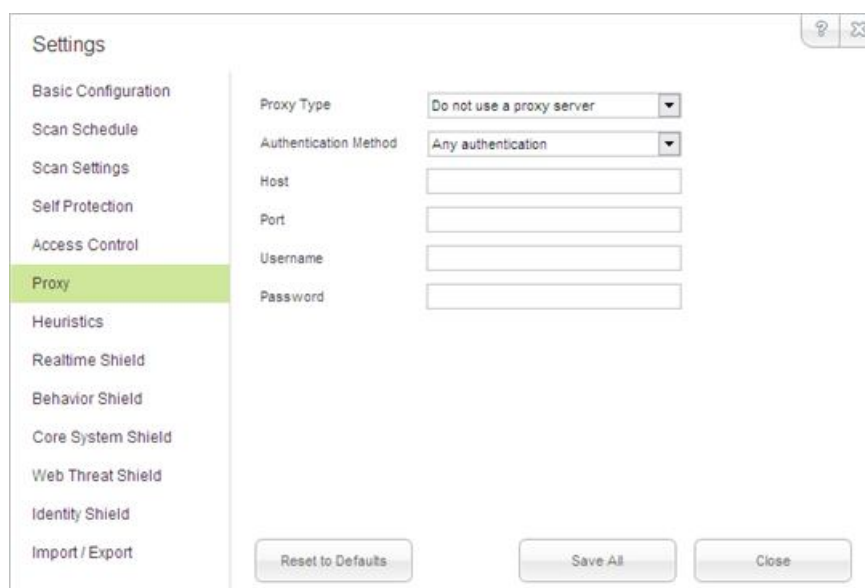 Settings
?
Basic Configuration
Scan Schedule
Scan Settings
Self Protection
Access Control
Proxy
Heuristics
Realtime Shield
Behavior Shield
Core System Shield
Web Threat Shield
Identity Shield
Import / Export
Proxy Type
Do not use a proxy server
Authentication Method
Any authentication
Host
Port
Username
Password
Reset to Defaults
Save All
Close